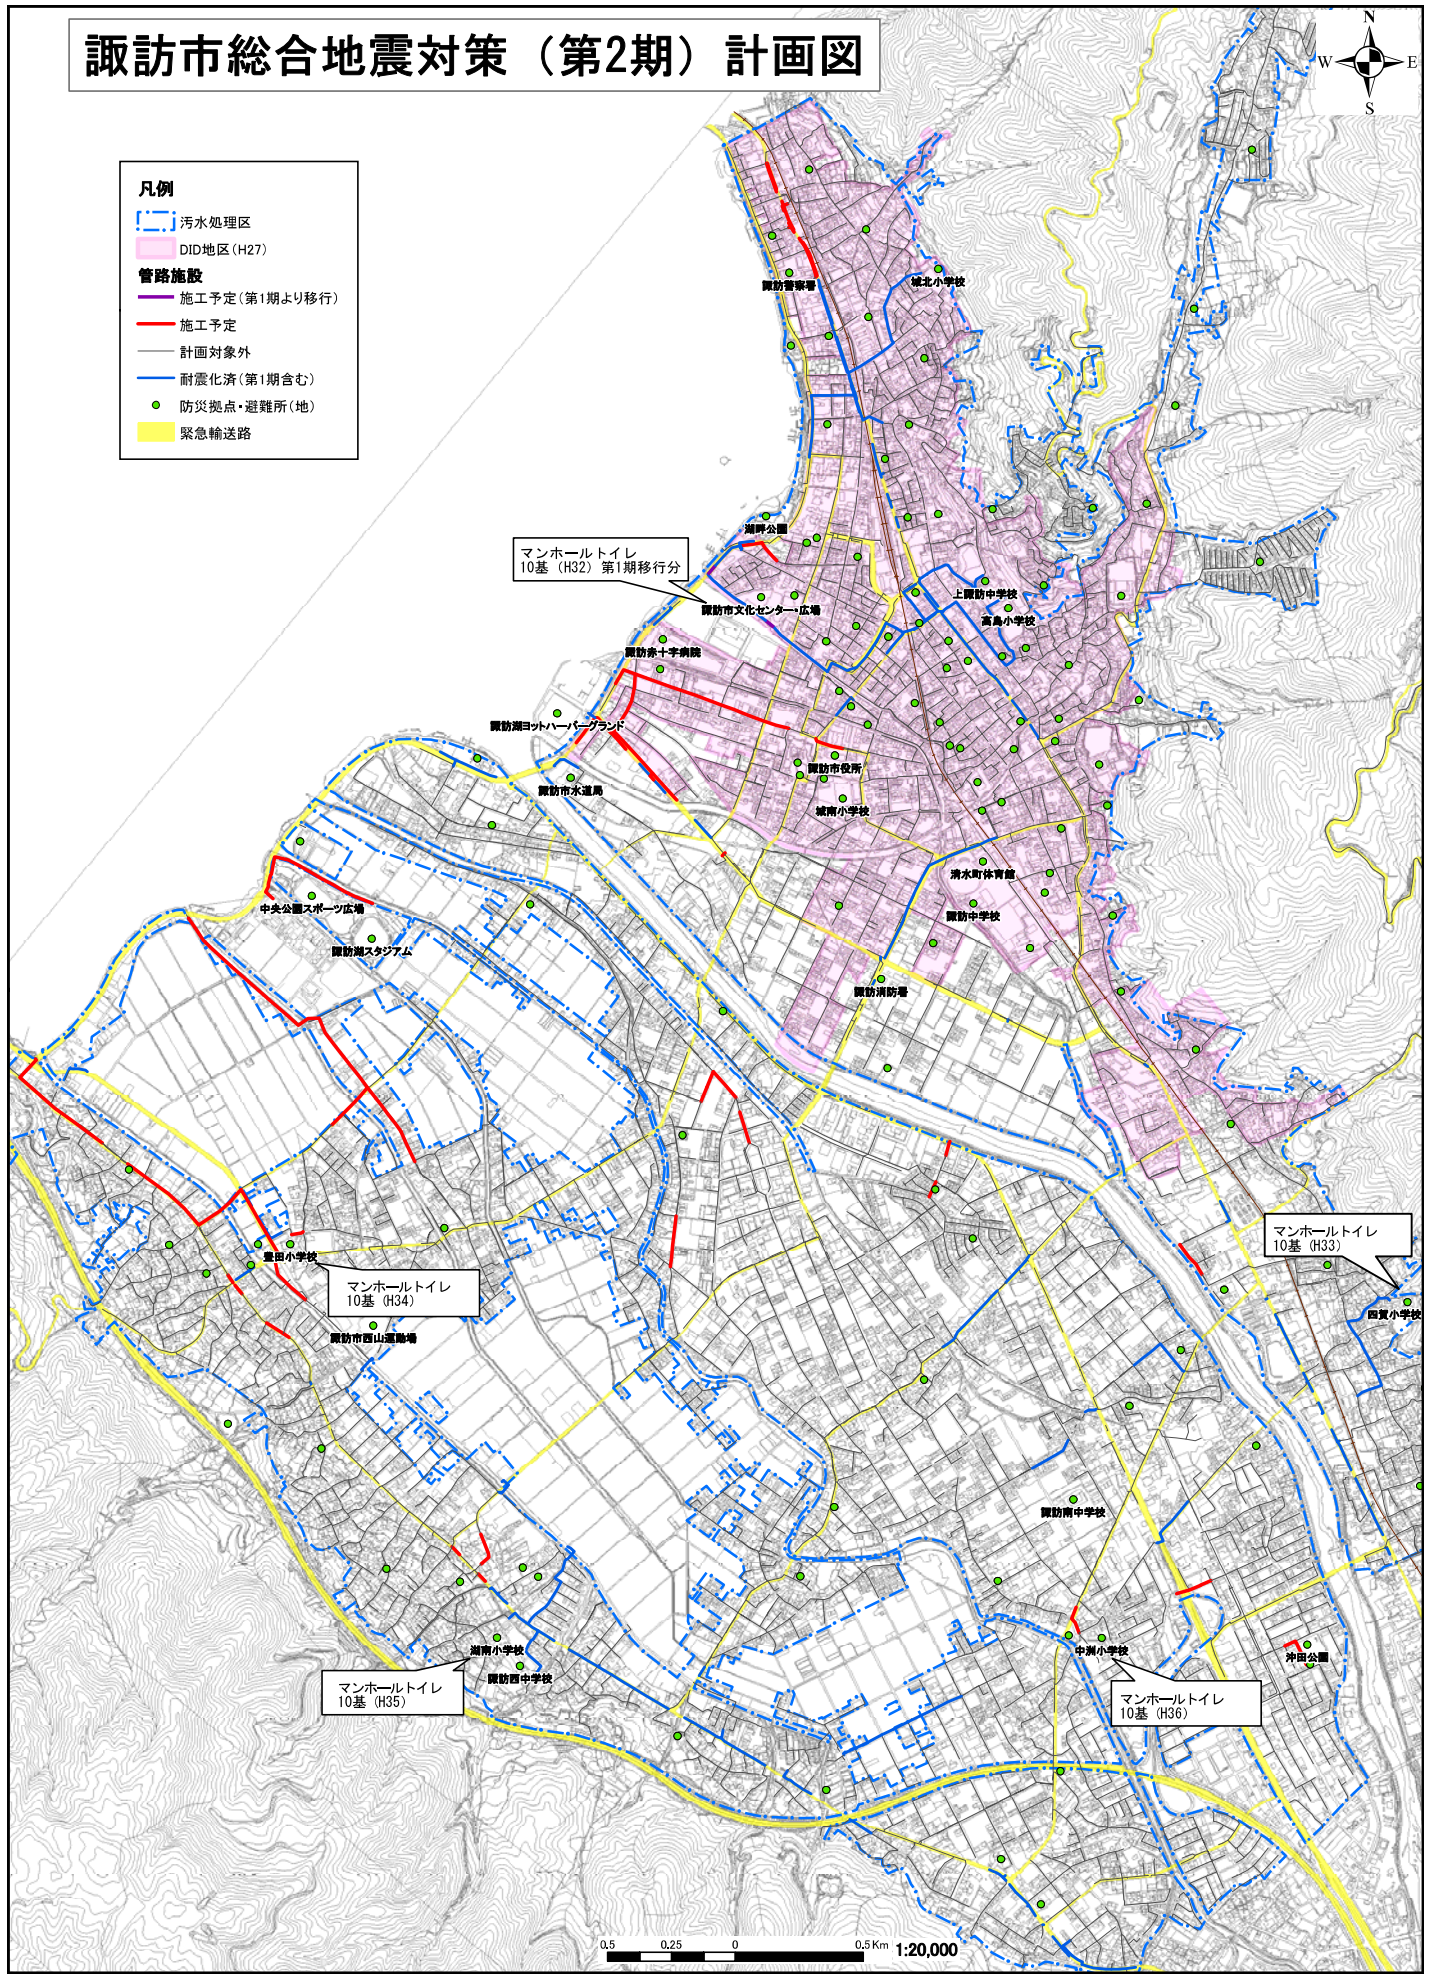 諏訪市総合地震対策（第2期）計画図
N
W
E
S
凡例
汚水処理区
DID地区(H27)
管路施設
施工予定(第1期より移行)
施工予定
計画対象外
耐震化済(第1期含む)
防災拠点・避難所(地)
緊急輸送路
諏訪警察署
城北小学校
湖畔公園
マンホールトイレ
10基（H32）第1期移行分
諏訪市文化センター・広場
上諏訪中学校
高島小学校
諏訪赤十字病院
諏訪湖ヨットハーバーグランド
諏訪市役所
諏訪市水道局
城南小学校
清水町体育館
諏訪中学校
中央公園スポーツ広場
諏訪湖スタジアム
諏訪消防署
マンホールトイレ
10基（H33）
豊田小学校
マンホールトイレ
10基（H34）
四賀小学校
諏訪市西山運動場
諏訪南中学校
湖南小学校
諏訪西中学校
マンホールトイレ
10基（H35）
中洲小学校
沖田公園
マンホールトイレ
10基（H36）
0.5 0.25 0 0.5 Km 1:20,000